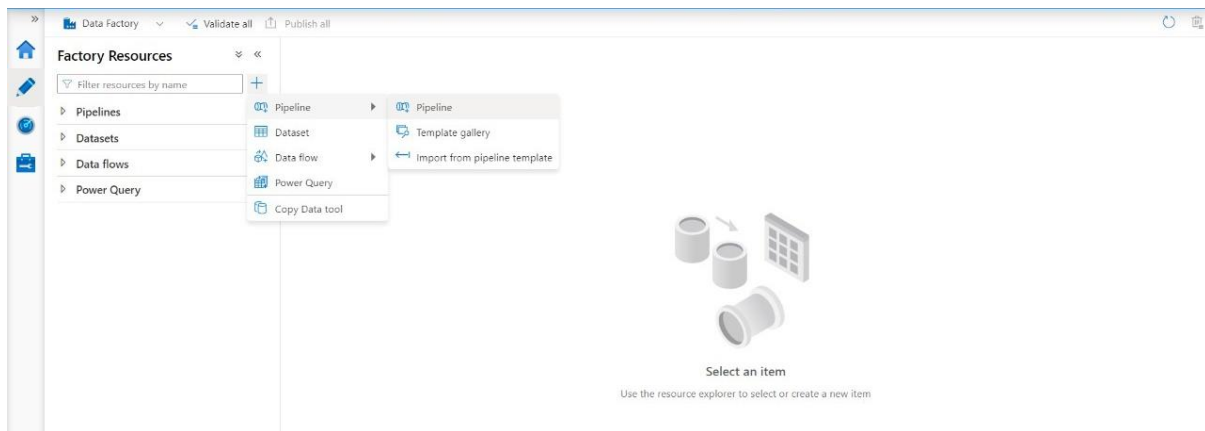 Data Factory Validate all Publish all
Factory Resources
Filter resources by name
Pipelines
Datasets
Data flows
Power Query
Pipeline
Dataset
Data flow
Power Query
Copy Data tool
Pipeline
Template gallery
Import from pipeline template
Select an item
Use the resource explorer to select or create a new item